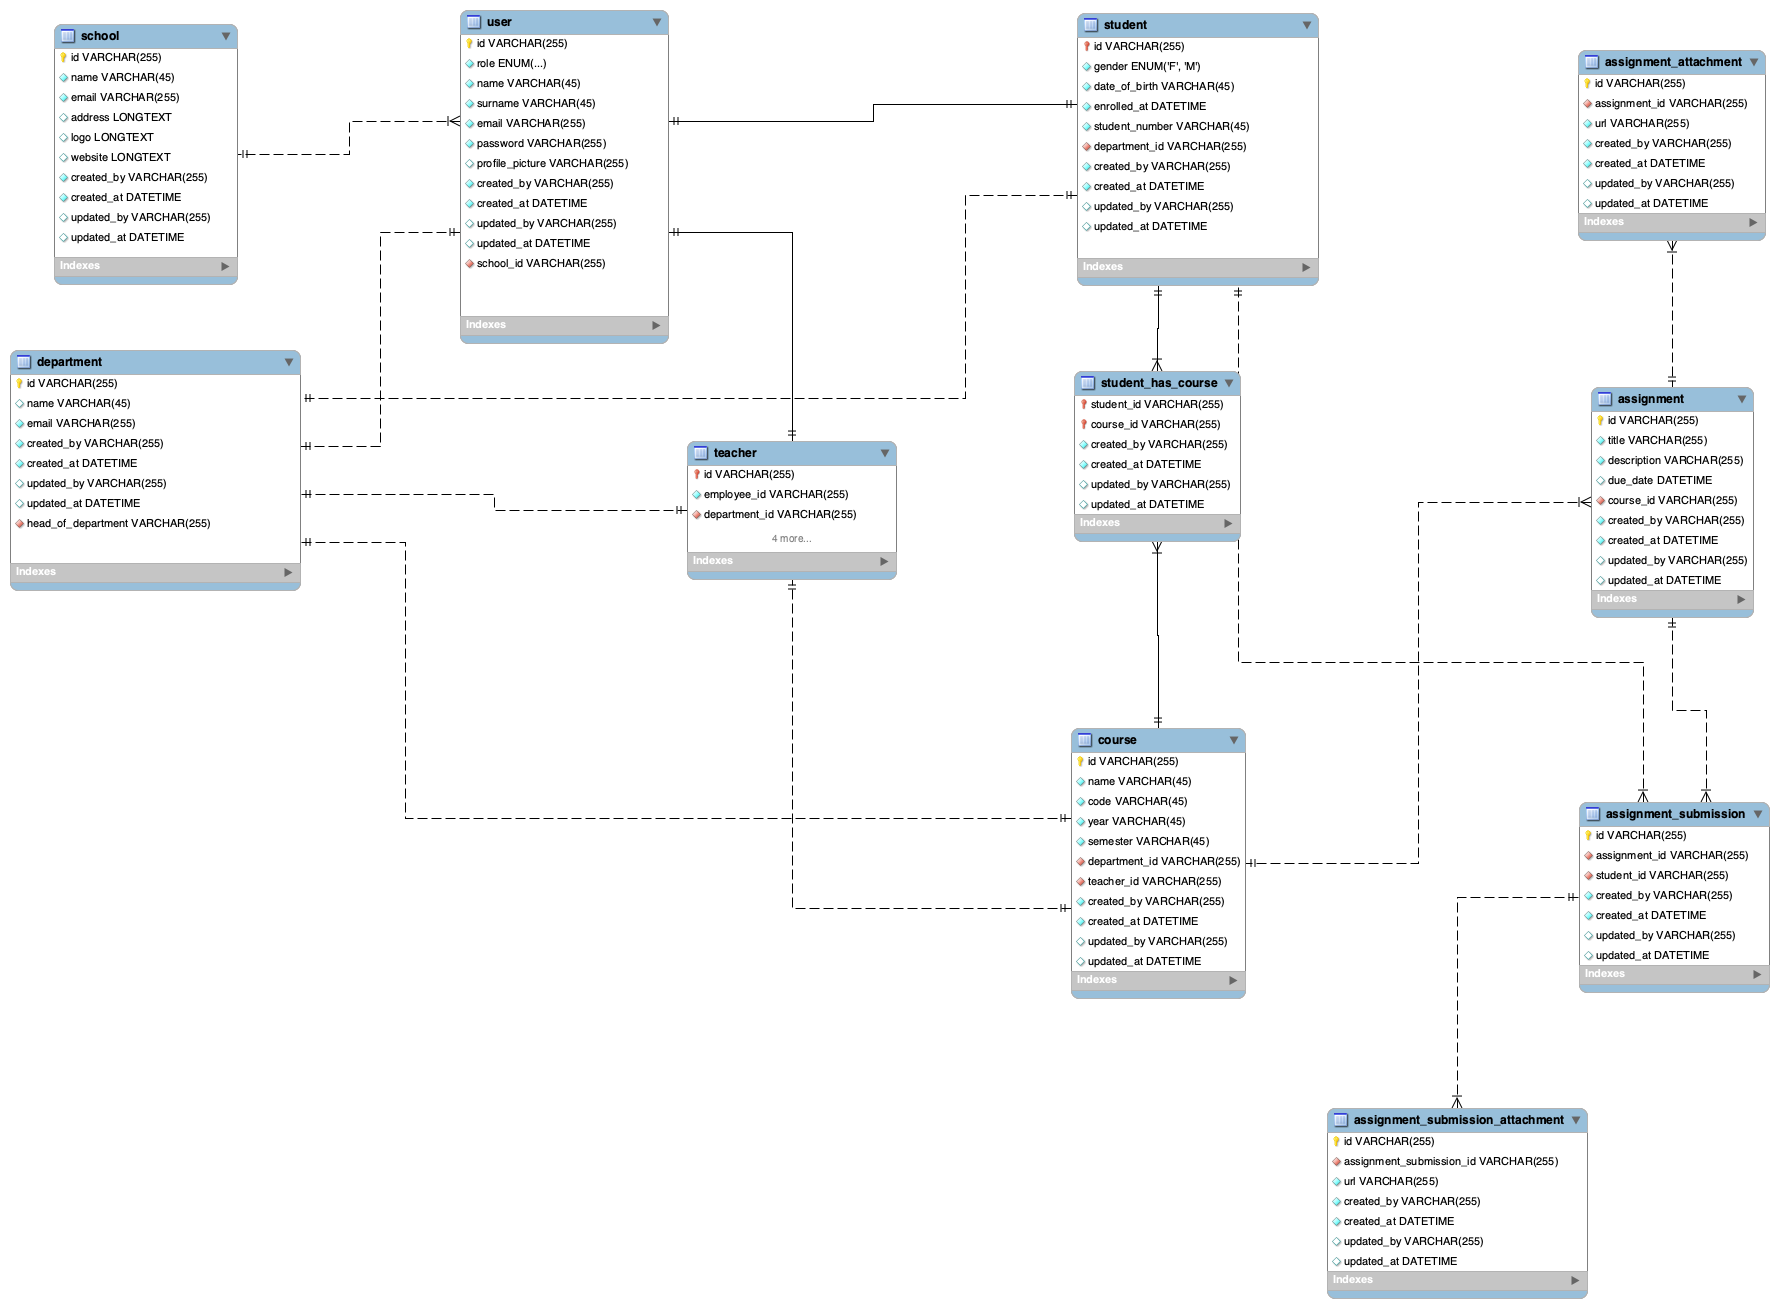 school
id VARCHAR(255)
name VARCHAR(45)
email VARCHAR(255)
address LONGTEXT
logo LONGTEXT
website LONGTEXT
created_by VARCHAR(255)
created_at DATETIME
updated_by VARCHAR(255)
updated_at DATETIME
Indexes
user
id VARCHAR(255)
role ENUM(...)
name VARCHAR(45)
surname VARCHAR(45)
email VARCHAR(255)
password VARCHAR(255)
profile_picture VARCHAR(255)
created_by VARCHAR(255)
created_at DATETIME
updated_by VARCHAR(255)
updated_at DATETIME
school_id VARCHAR(255)
Indexes
student
id VARCHAR(255)
gender ENUM('F', 'M')
date_of_birth VARCHAR(45)
enrolled_at DATETIME
student_number VARCHAR(45)
department_id VARCHAR(255)
created_by VARCHAR(255)
created_at DATETIME
updated_by VARCHAR(255)
updated_at DATETIME
Indexes
assignment_attachment
id VARCHAR(255)
assignment_id VARCHAR(255)
url VARCHAR(255)
created_by VARCHAR(255)
created_at DATETIME
updated_by VARCHAR(255)
updated_at DATETIME
Indexes
department
id VARCHAR(255)
name VARCHAR(45)
email VARCHAR(255)
created_by VARCHAR(255)
created_at DATETIME
updated_by VARCHAR(255)
updated_at DATETIME
head_of_department VARCHAR(255)
Indexes
teacher
id VARCHAR(255)
employee_id VARCHAR(255)
department_id VARCHAR(255)
4 more...
Indexes
student_has_course
student_id VARCHAR(255)
course_id VARCHAR(255)
created_by VARCHAR(255)
created_at DATETIME
updated_by VARCHAR(255)
updated_at DATETIME
Indexes
assignment
id VARCHAR(255)
title VARCHAR(255)
description VARCHAR(255)
due_date DATETIME
course_id VARCHAR(255)
created_by VARCHAR(255)
created_at DATETIME
updated_by VARCHAR(255)
updated_at DATETIME
Indexes
course
id VARCHAR(255)
name VARCHAR(45)
code VARCHAR(45)
year VARCHAR(45)
semester VARCHAR(45)
department_id VARCHAR(255)
teacher_id VARCHAR(255)
created_by VARCHAR(255)
created_at DATETIME
updated_by VARCHAR(255)
updated_at DATETIME
Indexes
assignment_submission
id VARCHAR(255)
assignment_id VARCHAR(255)
student_id VARCHAR(255)
created_by VARCHAR(255)
created_at DATETIME
updated_by VARCHAR(255)
updated_at DATETIME
Indexes
assignment_submission_attachment
id VARCHAR(255)
assignment_submission_id VARCHAR(255)
url VARCHAR(255)
created_by VARCHAR(255)
created_at DATETIME
updated_by VARCHAR(255)
updated_at DATETIME
Indexes